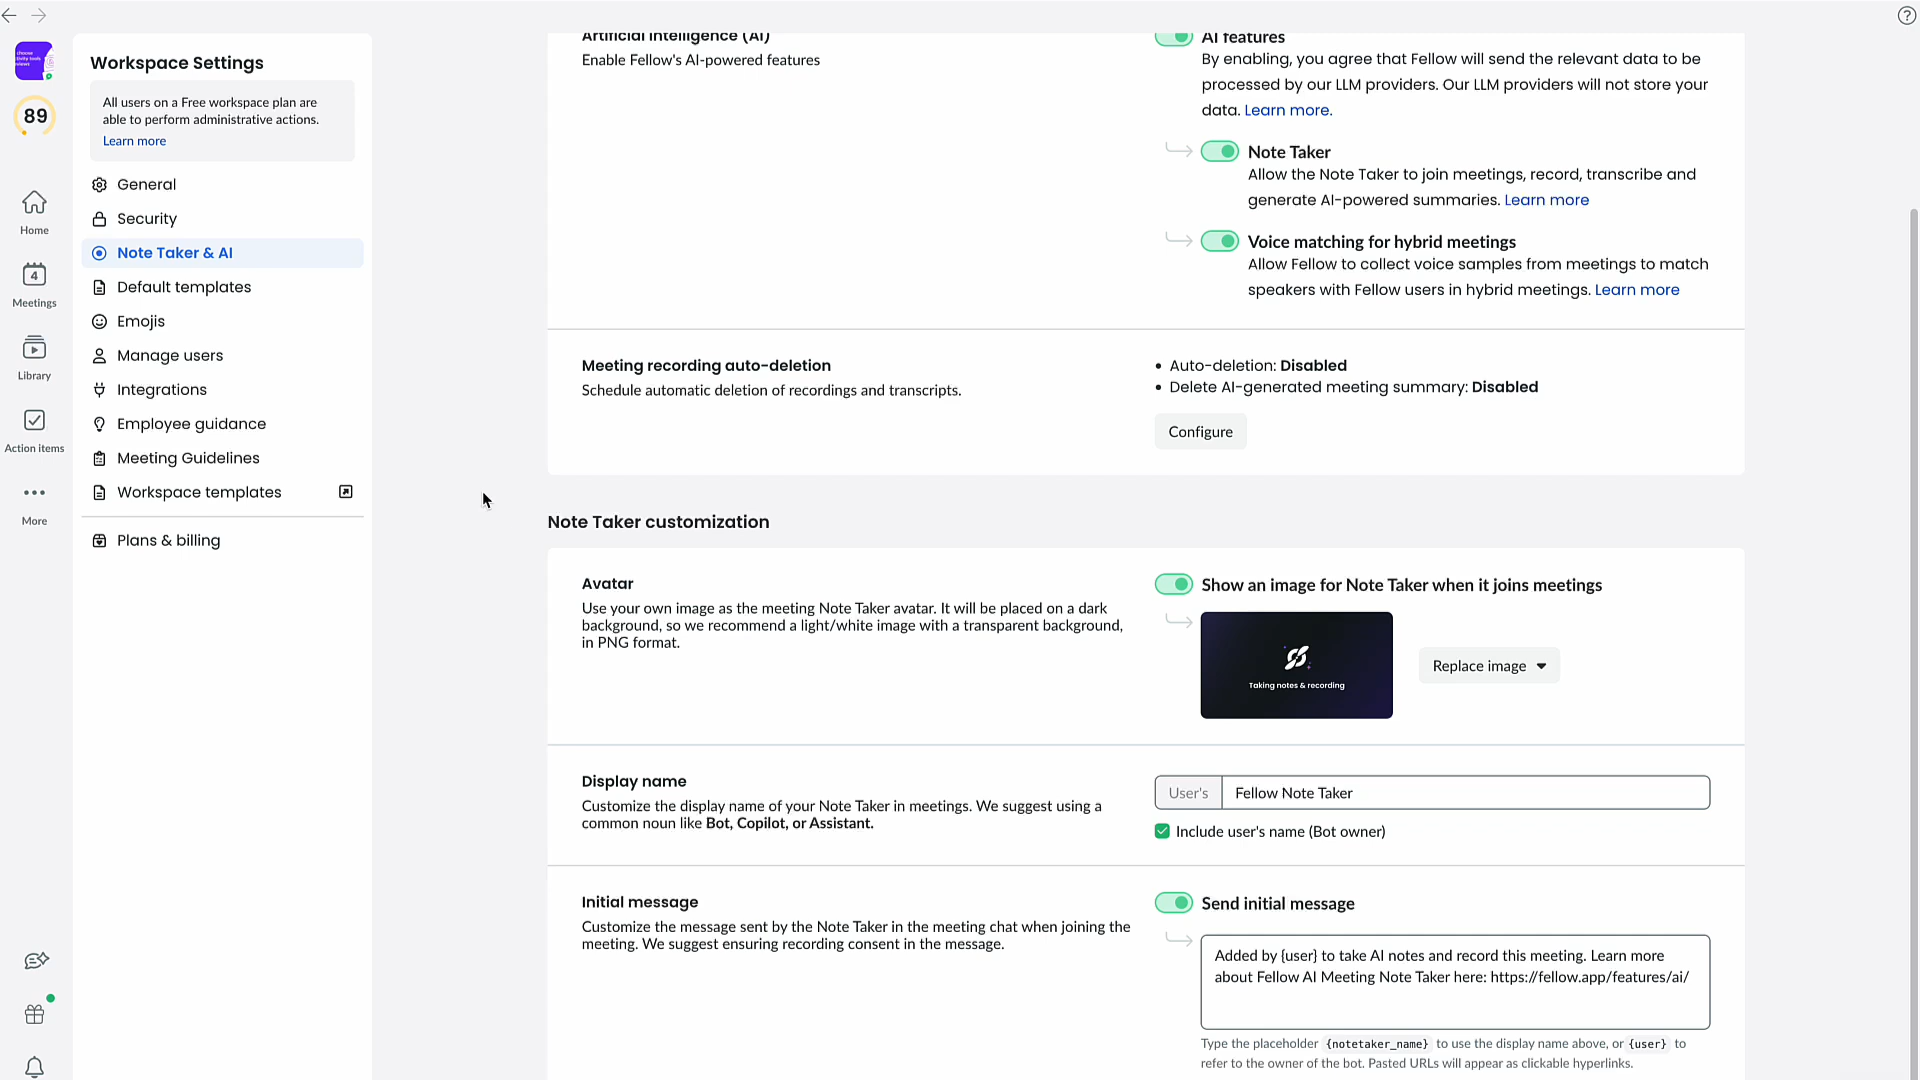 89
Home
4
Meetings
Library
Action items
More
Workspace Settings
All users on a Free workspace plan are
able to perform administrative actions.
Learn more
General
Security
Note Taker & AI
Default templates
Emojis
Manage users
Integrations
Employee guidance
Meeting Guidelines
Workspace templates
Plans & billing
Artificial Intelligence (AI)
Enable Fellow's AI-powered features
AI features
By enabling, you agree that Fellow will send the relevant data to be
processed by our LLM providers. Our LLM providers will not store your
data. Learn more.
Note Taker
Allow the Note Taker to join meetings, record, transcribe and
generate AI-powered summaries. Learn more
Voice matching for hybrid meetings
Allow Fellow to collect voice samples from meetings to match
speakers with Fellow users in hybrid meetings. Learn more
Meeting recording auto-deletion
Schedule automatic deletion of recordings and transcripts.
• Auto-deletion: Disabled
• Delete AI-generated meeting summary: Disabled
Configure
Note Taker customization
Avatar
Use your own image as the meeting Note Taker avatar. It will be placed on a dark
background, so we recommend a light/white image with a transparent background,
in PNG format.
Show an image for Note Taker when it joins meetings
Taking notes & recording
Replace image
Display name
Customize the display name of your Note Taker in meetings. We suggest using a
common noun like Bot, Copilot, or Assistant.
User's
Fellow Note Taker
Include user's name (Bot owner)
Initial message
Customize the message sent by the Note Taker in the meeting chat when joining the
meeting. We suggest ensuring recording consent in the message.
Send initial message
Added by {user} to take AI notes and record this meeting. Learn more
about Fellow AI Meeting Note Taker here: https://fellow.app/features/ai/
Type the placeholder {notetaker_name} to use the display name above, or {user} to
refer to the owner of the bot. Pasted URLs will appear as clickable hyperlinks.